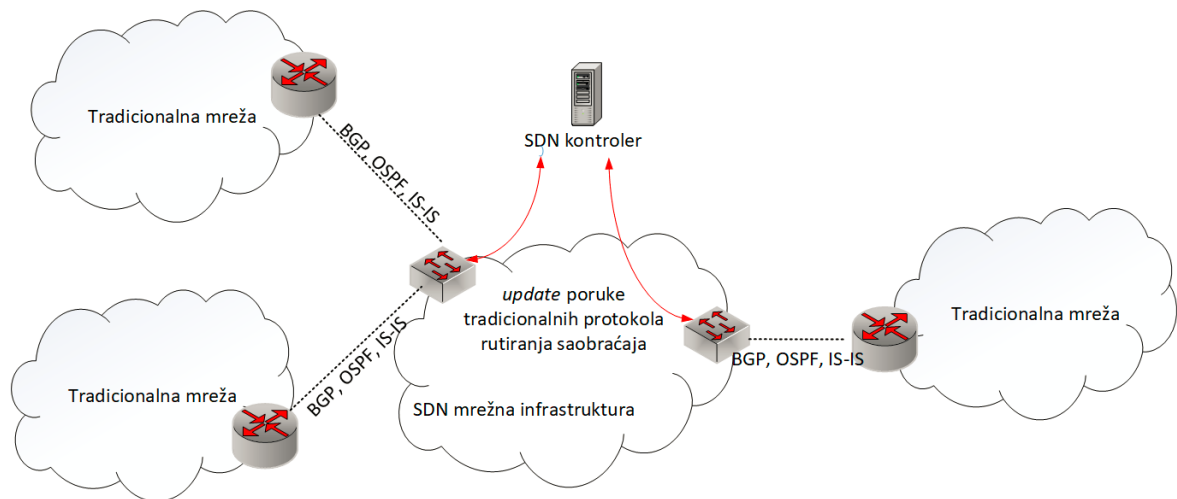 Tradicionalna mreža
BGP, OSPF, IS-IS
SDN kontroler
Tradicionalna mreža
BGP, OSPF, IS-IS
update poruke
tradicionalnih protokola
rutiranja saobraćaja
SDN mrežna infrastruktura
BGP, OSPF, IS-IS
Tradicionalna mreža